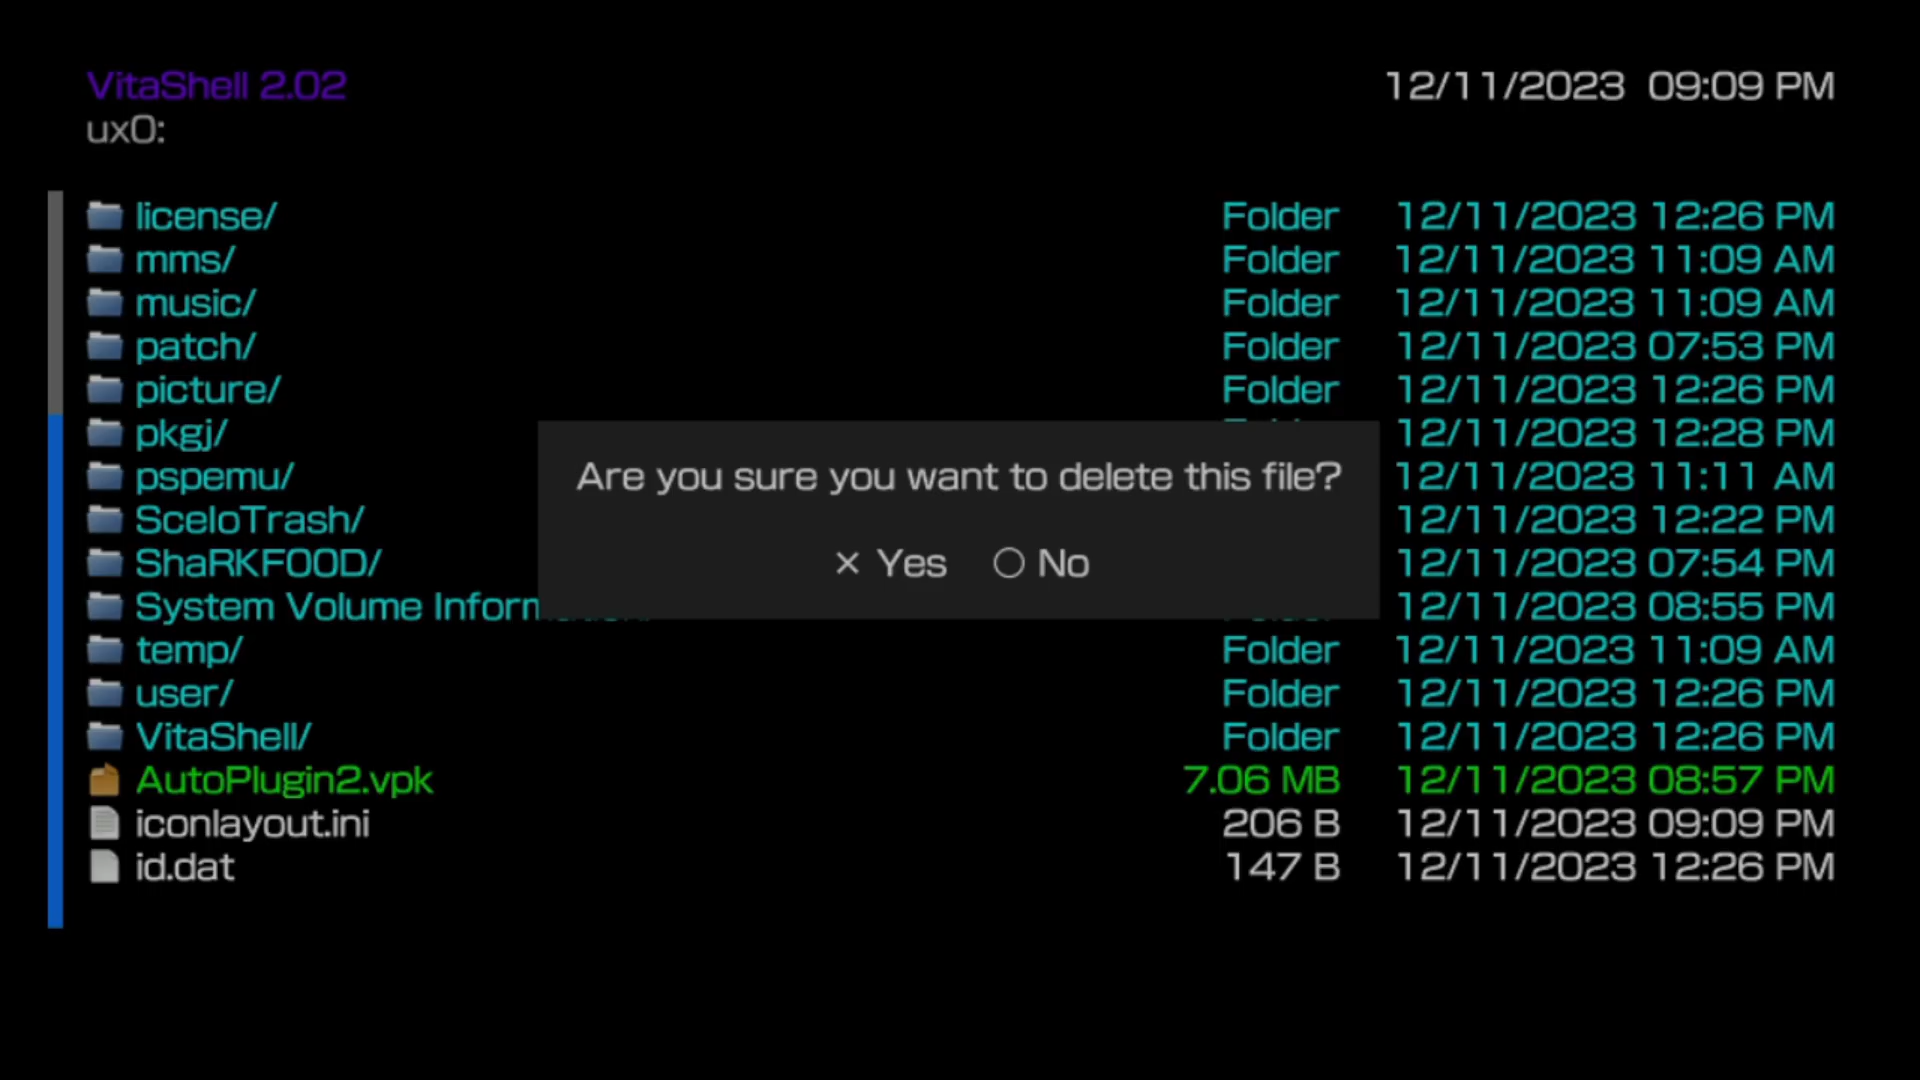 VitaShell 2.02 12/11/2023 09:09 PM
ux0:
license/ Folder 12/11/2023 12:26 PM
mms/ Folder 12/11/2023 11:09 AM
music/ Folder 12/11/2023 11:09 AM
patch/ Folder 12/11/2023 07:53 PM
picture/ Folder 12/11/2023 12:26 PM
pkgj/ 12/11/2023 12:28 PM
pspemu/ 12/11/2023 11:11 AM
Are you sure you want to delete this file?
SceIoTrash/ 12/11/2023 12:22 PM
ShaRKF00D/ 12/11/2023 07:54 PM
× Yes ○ No
System Volume Inform 12/11/2023 08:55 PM
temp/ Folder 12/11/2023 11:09 AM
user/ Folder 12/11/2023 12:26 PM
VitaShell/ Folder 12/11/2023 12:26 PM
AutoPlugin2.vpk 7.06 MB 12/11/2023 08:57 PM
iconlayout.ini 206 B 12/11/2023 09:09 PM
id.dat 147 B 12/11/2023 12:26 PM